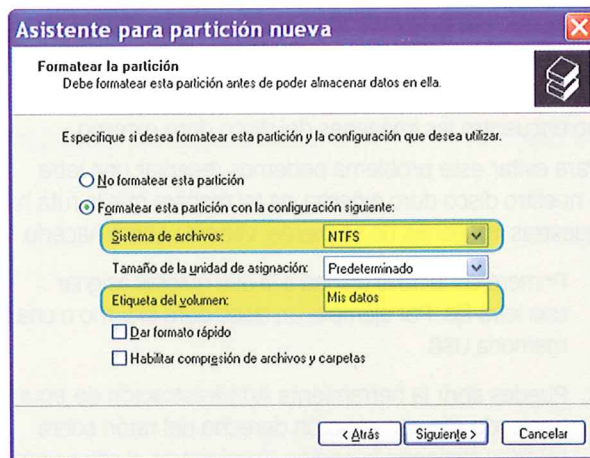 Asistente para partición nueva
Formatear la partición
Debe formatear esta partición antes de poder almacenar datos en ella.
Especifique si desea formatear esta partición y la configuración que desea utilizar.
No formatear esta partición
Formatear esta partición con la configuración siguiente:
Sistema de archivos: NTFS
Tamaño de la unidad de asignación: Predeterminado
Etiqueta del volumen: Mis datos
Dar formato rápido
Habilitar compresión de archivos y carpetas
< Atrás Siguiente > Cancelar